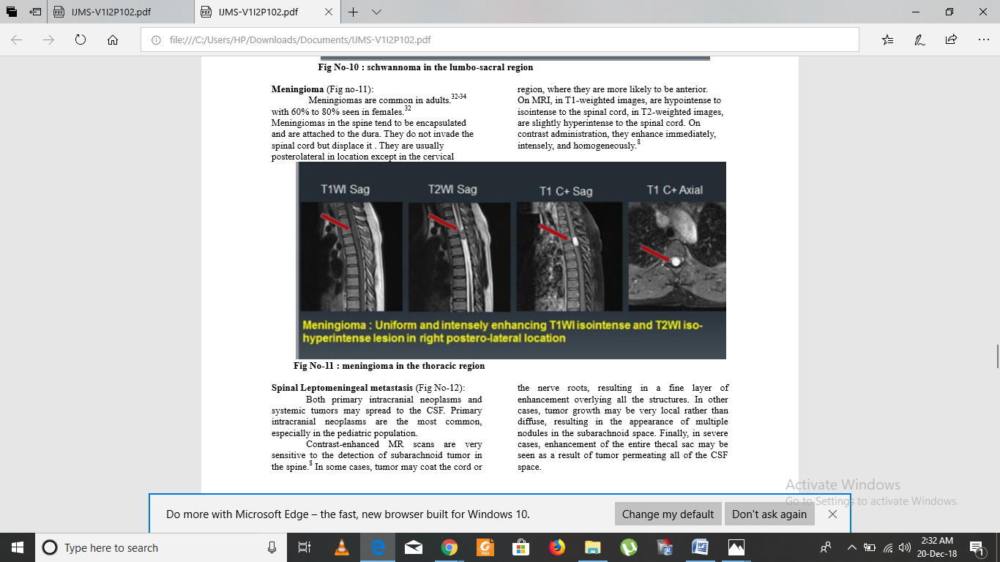 IJMS-V1I2P102.pdf
IJMS-V1I2P102.pdf
file:///C:/Users/HP/Downloads/Documents/IJMS-V1I2P102.pdf
Fig No-10 : schwannoma in the lumbo-sacral region
Meningioma (Fig no-11):
Meningiomas are common in adults.32-34
with 60% to 80% seen in females.32
Meningiomas in the spine tend to be encapsulated
and are attached to the dura. They do not invade the
spinal cord but displace it . They are usually
posterolateral in location except in the cervical
region, where they are more likely to be anterior.
On MRI, in T1-weighted images, are hypointense to
isointense to the spinal cord, in T2-weighted images,
are slightly hyperintense to the spinal cord. On
contrast administration, they enhance immediately,
intensely, and homogeneously.8
T1WI Sag
T2WI Sag
T1 C+ Sag
T1 C+ Axial
Meningioma : Uniform and intensely enhancing T1WI isointense and T2WI iso-
hyperintense lesion in right postero-lateral location
Fig No-11 : meningioma in the thoracic region
Spinal Leptomeningeal metastasis (Fig No-12):
Both primary intracranial neoplasms and
systemic tumors may spread to the CSF. Primary
intracranial neoplasms are the most common,
especially in the pediatric population.
Contrast-enhanced MR scans are very
sensitive to the detection of subarachnoid tumor in
the spine.8 In some cases, tumor may coat the cord or
the nerve roots, resulting in a fine layer of
enhancement overlying all the structures. In other
cases, tumor growth may be very local rather than
diffuse, resulting in the appearance of multiple
nodules in the subarachnoid space. Finally, in severe
cases, enhancement of the entire thecal sac may be
seen as a result of tumor permeating all of the CSF
space.
Activate Windows
Go to Settings to activate Windows.
Do more with Microsoft Edge – the fast, new browser built for Windows 10.
Change my default
Don't ask again
Type here to search
2:32 AM
20-Dec-18
1